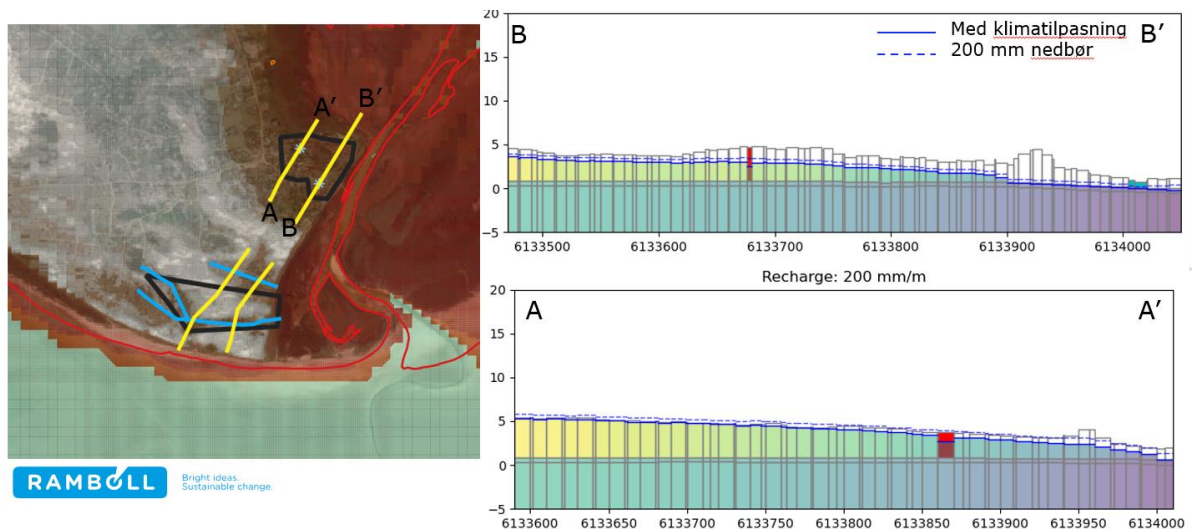 A'
B'
A
B
RAMBOLL
Bright ideas.
Sustainable change.
B
B'
Med klimatilpasning
200 mm nedbør
20
15
10
5
0
−5
6133500
6133600
6133700
6133800
6133900
6134000
Recharge: 200 mm/m
A
A'
20
15
10
5
0
−5
6133600
6133650
6133700
6133750
6133800
6133850
6133900
6133950
6134000